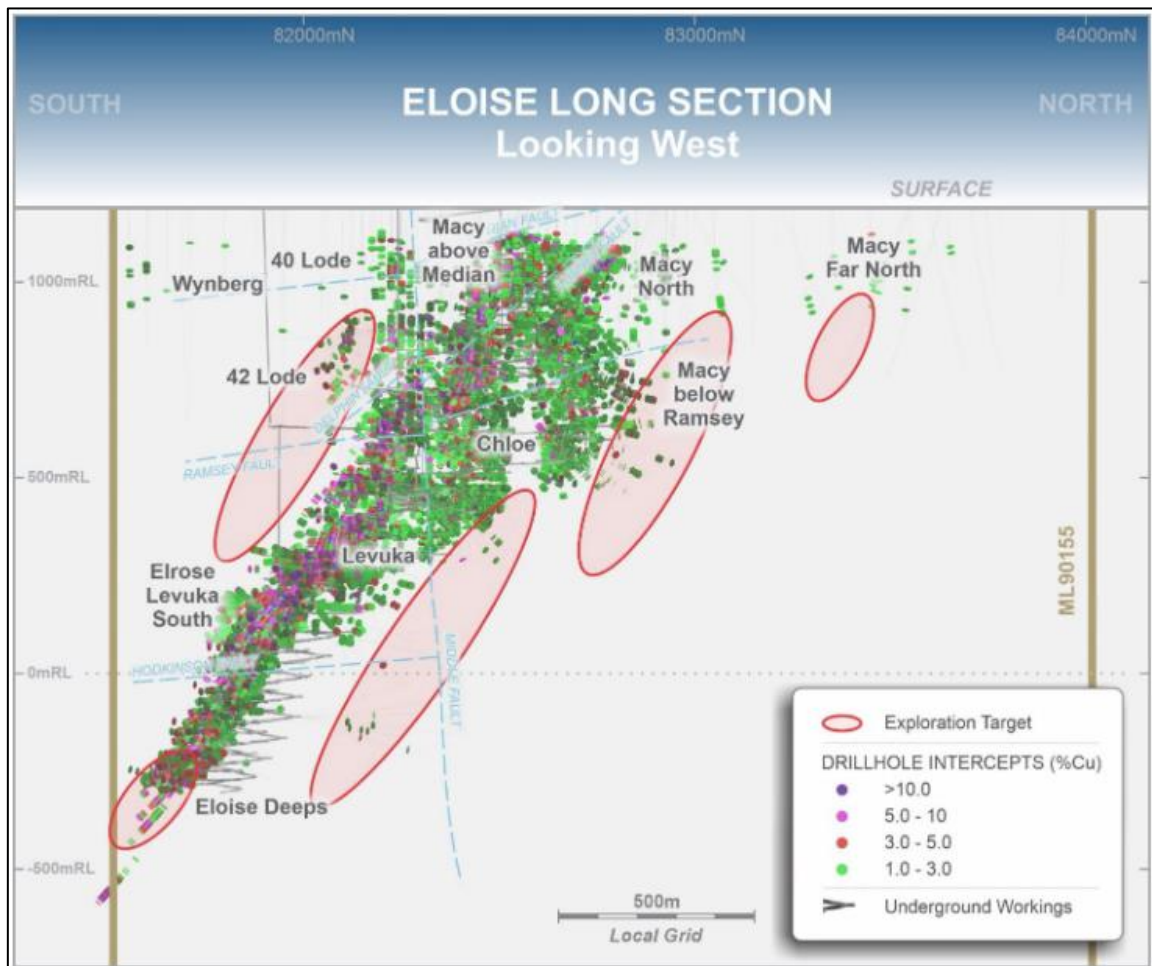 82000mN
83000mN
84000mN
SOUTH
ELOISE LONG SECTION
NORTH
Looking West
SURFACE
FAULT
FAULT
Macy
above
Median
40 Lode
Wynberg
1000mRL
Macy
North
Macy
Far North
42 Lode
Macy
below
Ramsey
Chloe
RAMSEY FAULT
500mRL
Levuka
Elrose
Levuka
South
HODKINSON
MIDDLE FAULT
0mRL
ML90155
Eloise Deeps
-500mRL
500m
Local Grid
Exploration Target
DRILLHOLE INTERCEPTS (%Cu)
>10.0
5.0 - 10
3.0 - 5.0
1.0 - 3.0
Underground Workings